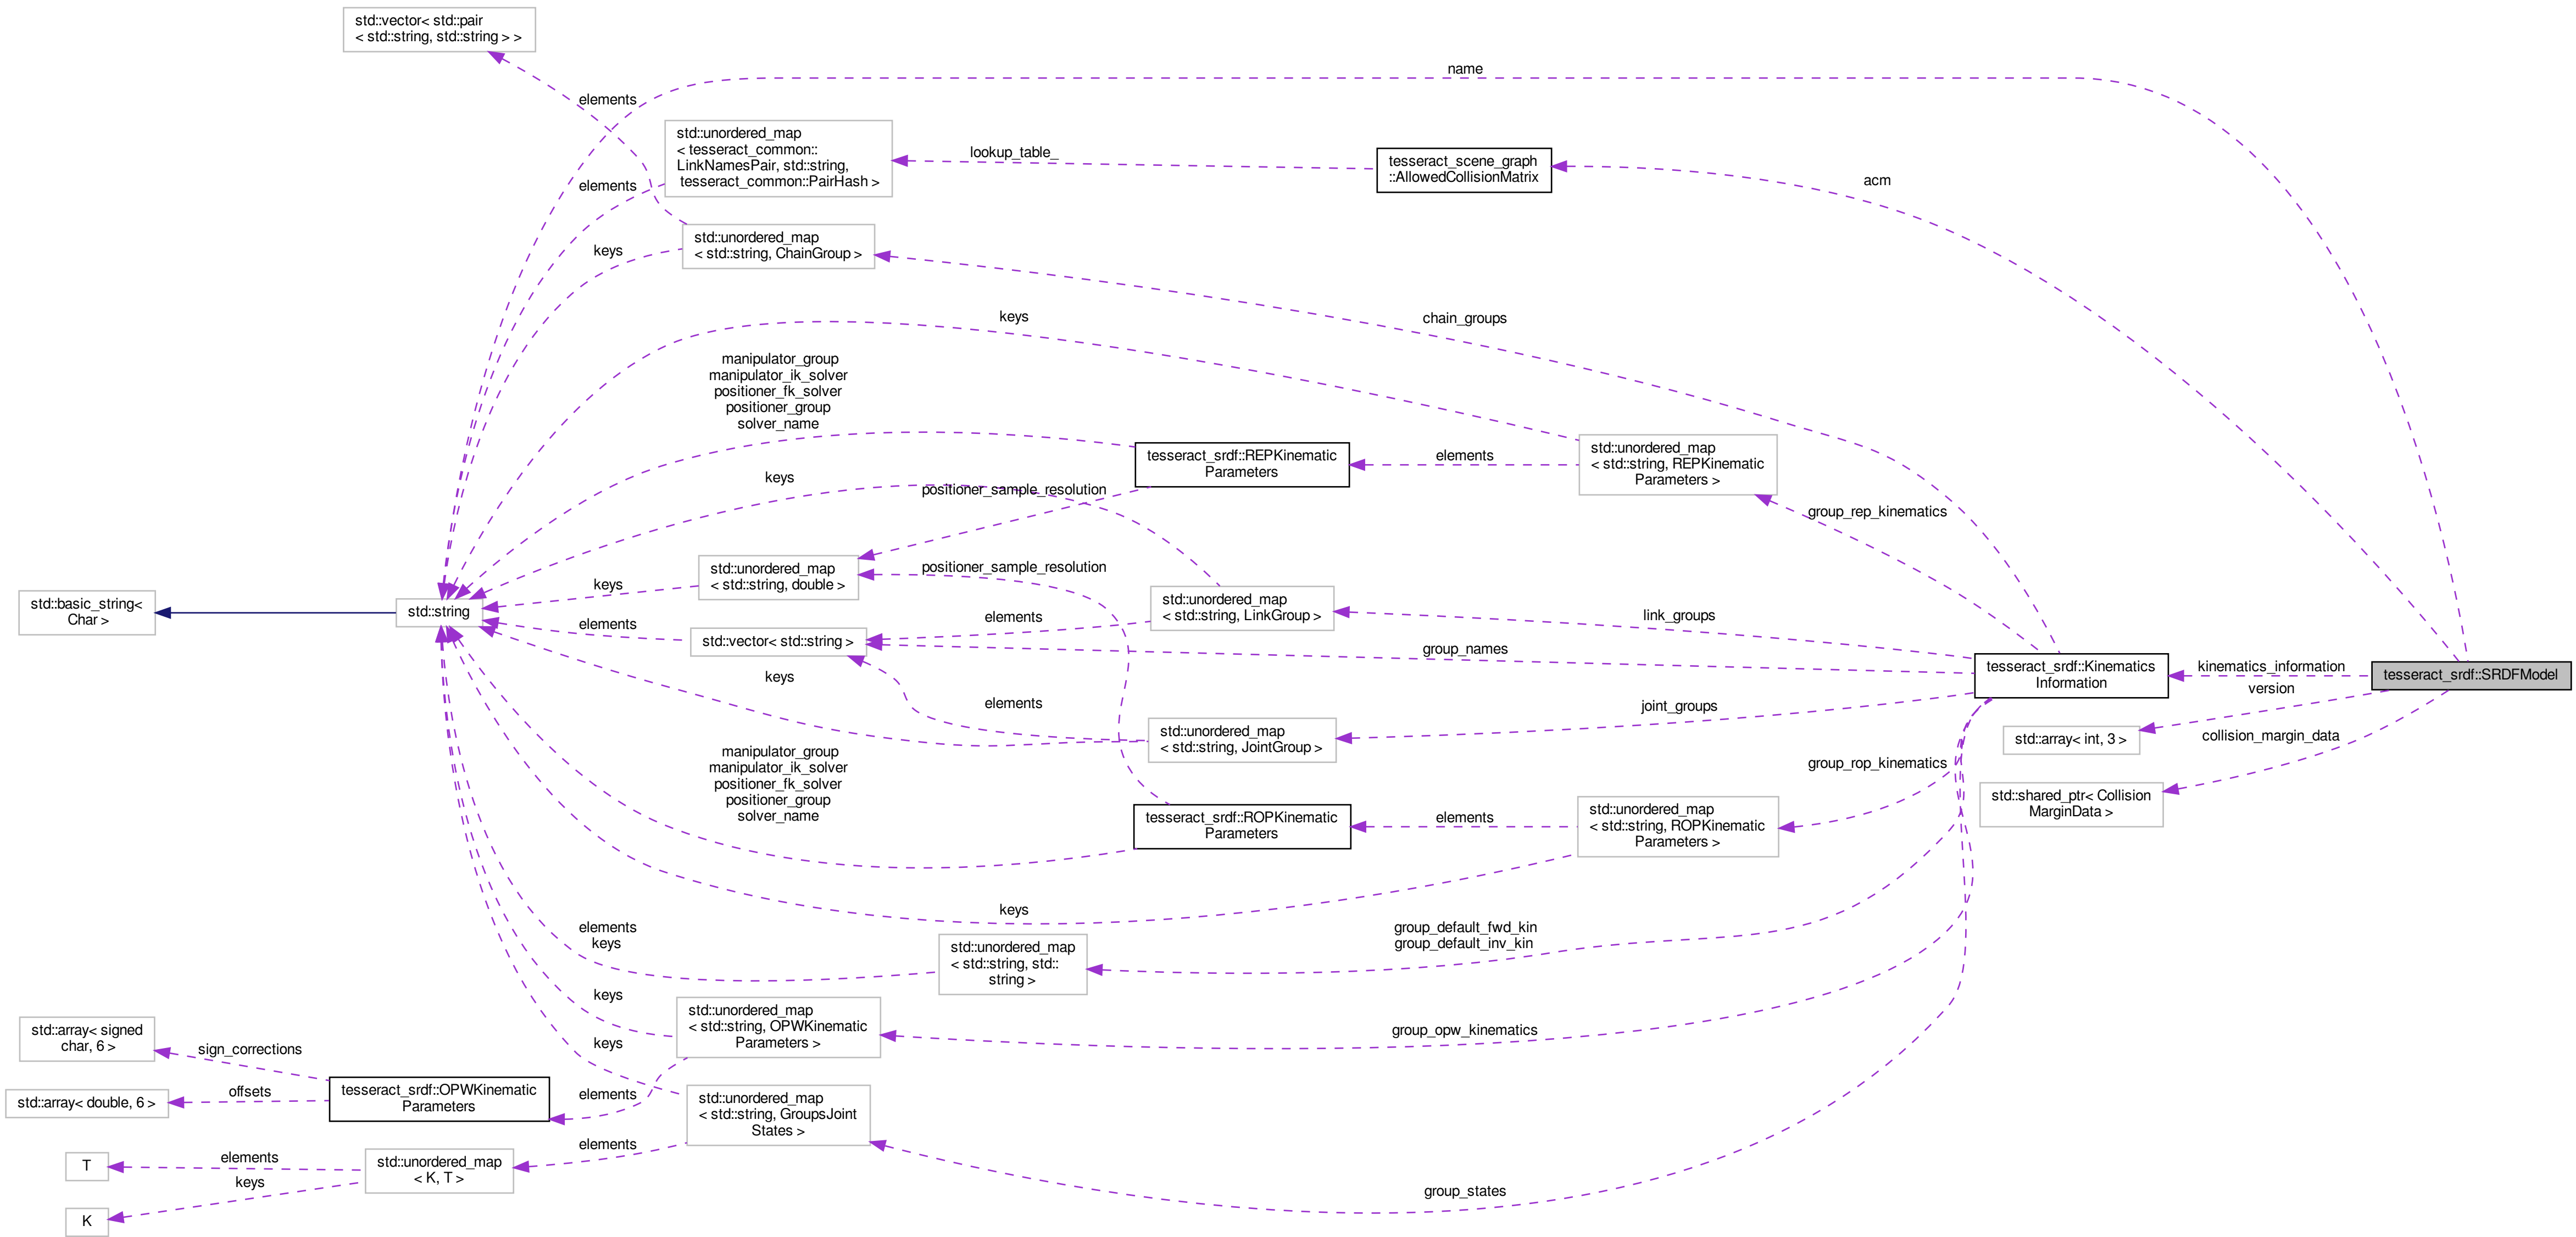 std::vector< std::pair
< std::string, std::string > >
name
elements
std::unordered_map
< tesseract_common::
LinkNamesPair, std::string,
tesseract_common::PairHash >
lookup_table_
tesseract_scene_graph
::AllowedCollisionMatrix
acm
elements
std::unordered_map
< std::string, ChainGroup >
keys
keys
chain_groups
manipulator_group
manipulator_ik_solver
positioner_fk_solver
positioner_group
solver_name
tesseract_srdf::REPKinematic
Parameters
elements
std::unordered_map
< std::string, REPKinematic
Parameters >
keys
positioner_sample_resolution
group_rep_kinematics
std::unordered_map
< std::string, double >
positioner_sample_resolution
keys
std::basic_string<
Char >
std::string
std::unordered_map
< std::string, LinkGroup >
link_groups
elements
elements
std::vector< std::string >
group_names
tesseract_srdf::Kinematics
Information
kinematics_information
tesseract_srdf::SRDFModel
version
keys
elements
joint_groups
std::unordered_map
< std::string, JointGroup >
std::array< int, 3 >
collision_margin_data
manipulator_group
manipulator_ik_solver
positioner_fk_solver
positioner_group
solver_name
group_rop_kinematics
std::shared_ptr< Collision
MarginData >
tesseract_srdf::ROPKinematic
Parameters
elements
std::unordered_map
< std::string, ROPKinematic
Parameters >
keys
elements
keys
std::unordered_map
< std::string, std::
string >
group_default_fwd_kin
group_default_inv_kin
keys
std::unordered_map
< std::string, OPWKinematic
Parameters >
group_opw_kinematics
std::array< signed
char, 6 >
sign_corrections
keys
std::array< double, 6 >
offsets
tesseract_srdf::OPWKinematic
Parameters
elements
std::unordered_map
< std::string, GroupsJoint
States >
elements
T
elements
std::unordered_map
< K, T >
keys
K
group_states